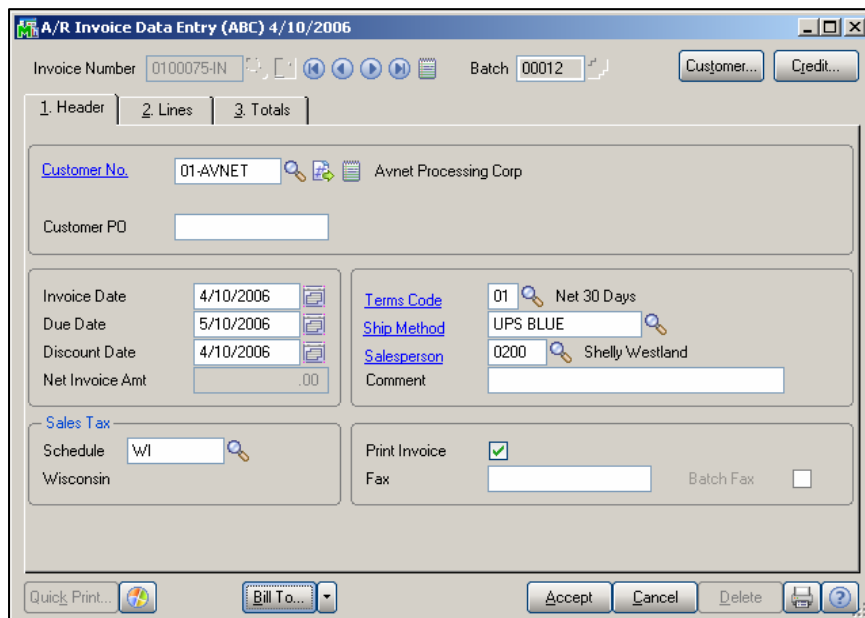 A/R Invoice Data Entry (ABC) 4/10/2006
Invoice Number 0100075-IN Batch 00012 Customer... Credit...
1. Header 2. Lines 3. Totals
Customer No. 01-AVNET Avnet Processing Corp
Customer PO
Invoice Date 4/10/2006 Terms Code 01 Net 30 Days
Due Date 5/10/2006 Ship Method UPS BLUE
Discount Date 4/10/2006 Salesperson 0200 Shelly Westland
Net Invoice Amt .00 Comment
Sales Tax
Schedule WI Print Invoice
Wisconsin Fax Batch Fax
Quick Print... Bill To... Accept Cancel Delete